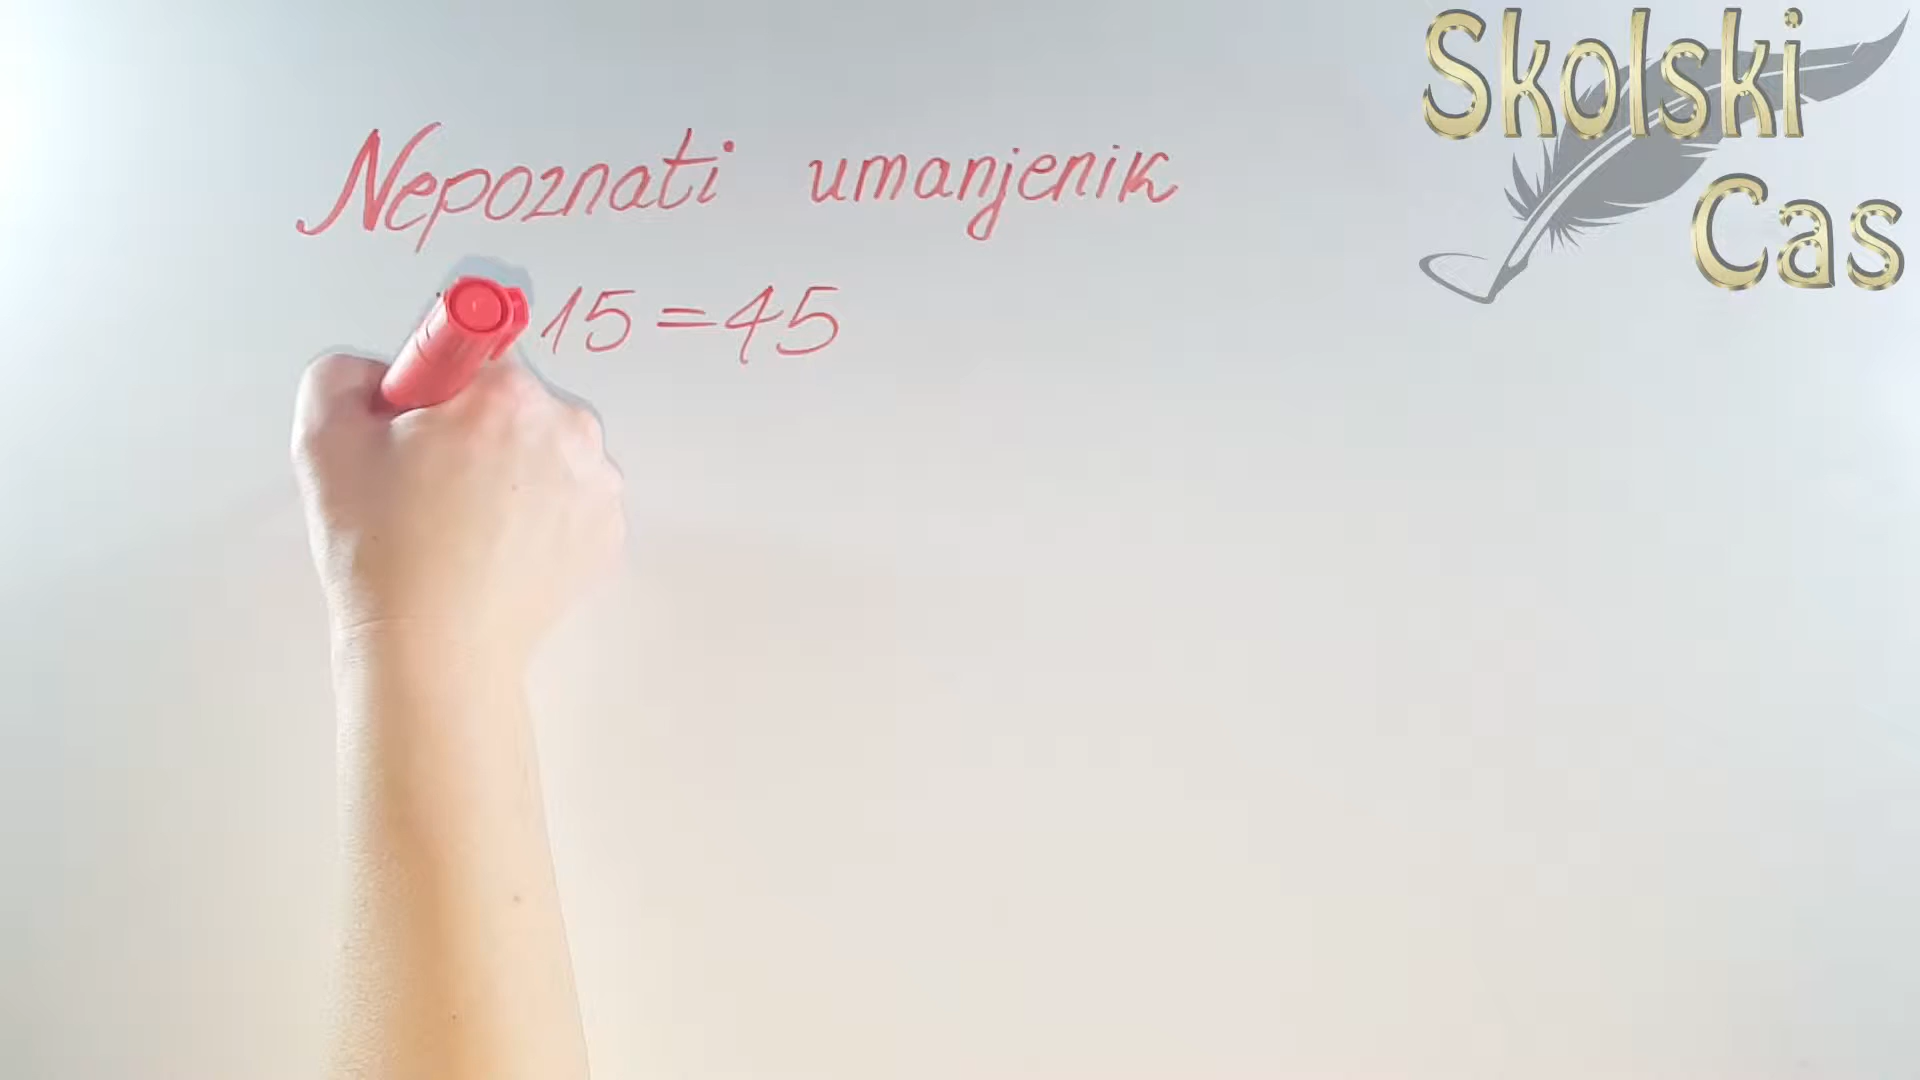 Nepoznati umanjenik
15 = 45
Skolski
Cas